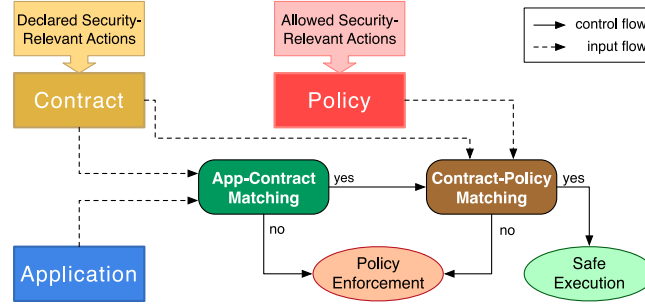 Declared Security-
Relevant Actions
Allowed Security-
Relevant Actions
control flow
input flow
Contract
Policy
App-Contract
Matching
yes
Contract-Policy
Matching
yes
no
no
Application
Policy
Enforcement
Safe
Execution